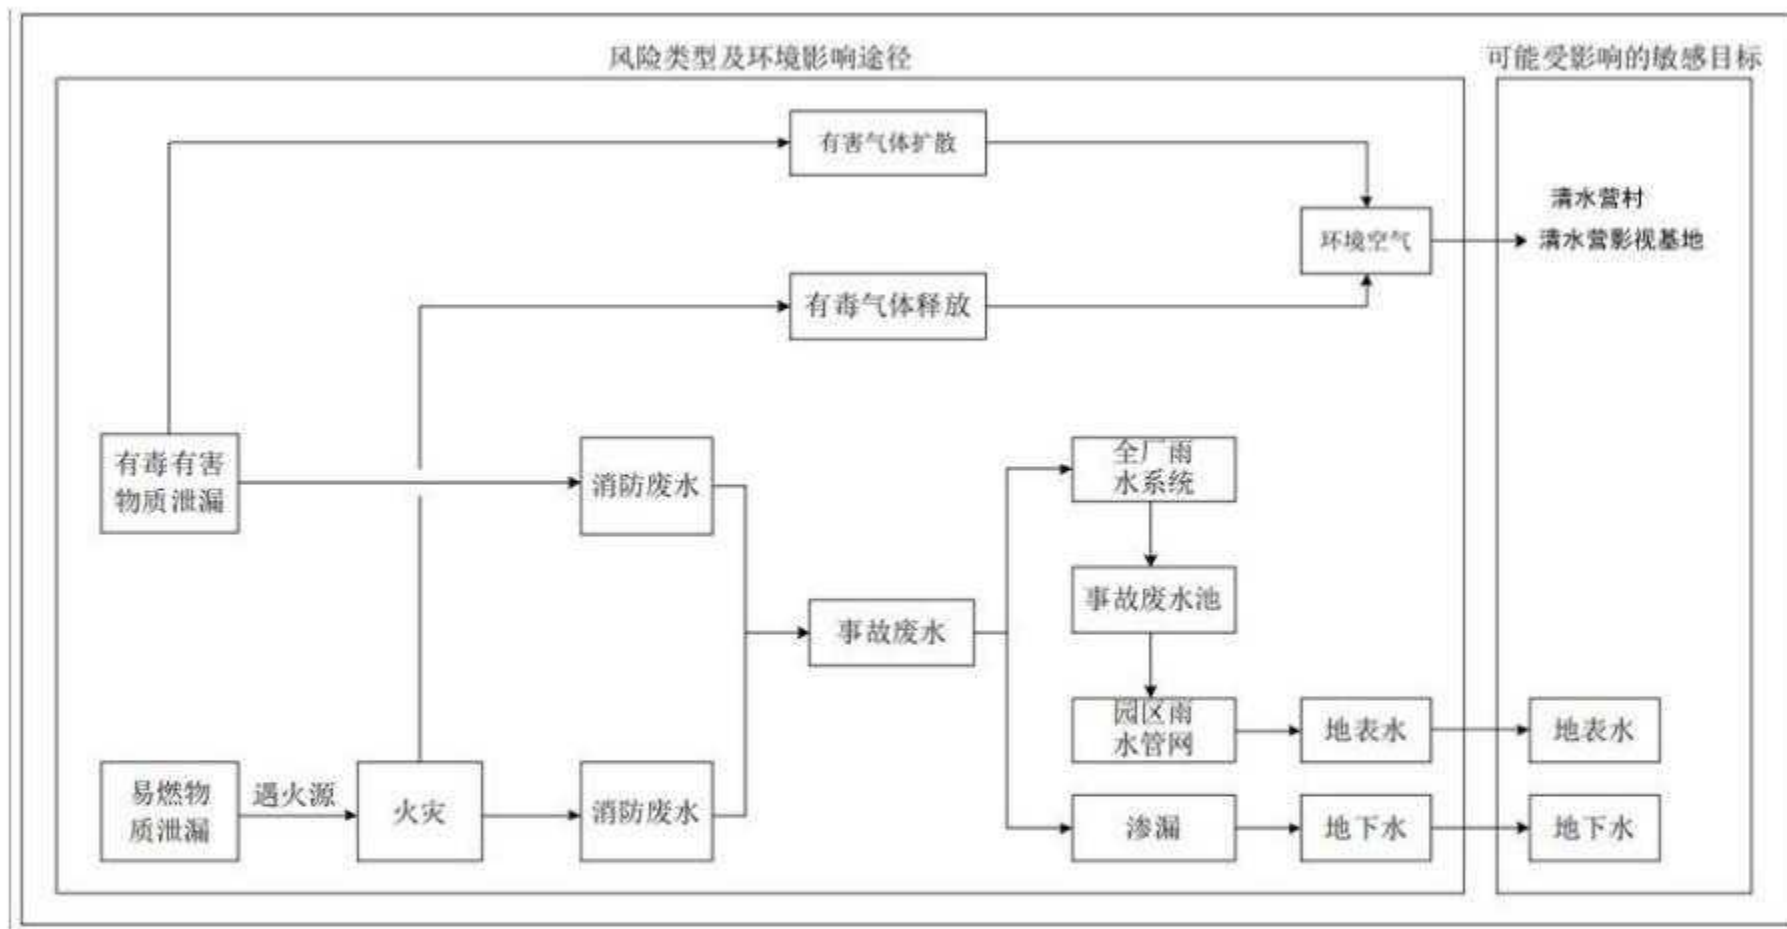 风险类型及环境影响途径
可能受影响的敏感目标
有害气体扩散
清水营村
环境空气
清水营影视基地
有毒气体释放
有毒有害
物质泄漏
消防废水
全厂雨
水系统
事故废水池
事故废水
园区雨
水管网
地表水
地表水
易燃物
质泄漏
遇火源
火灾
消防废水
渗漏
地下水
地下水